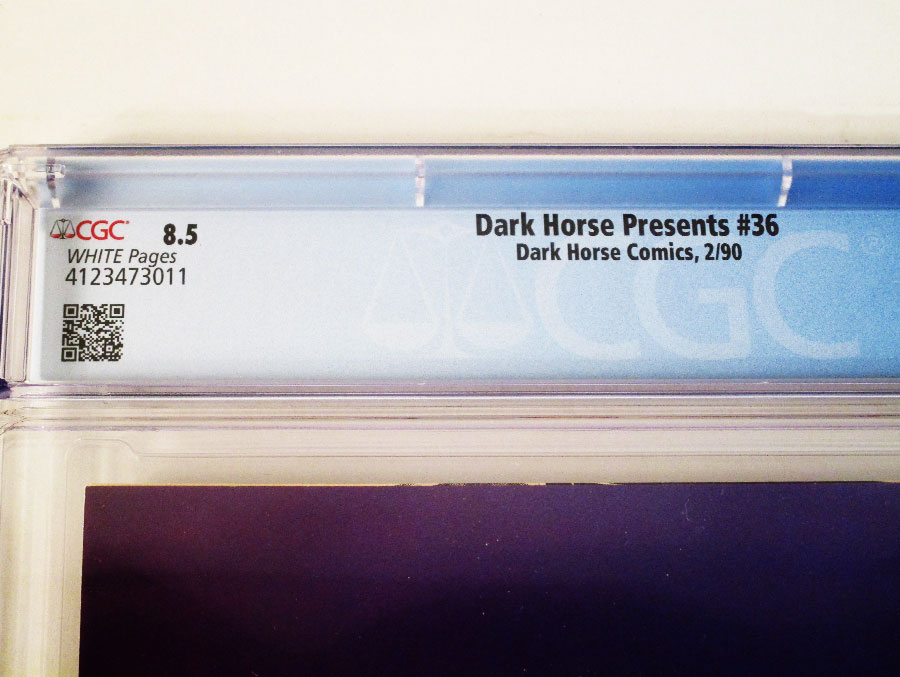 CGC® 8.5
WHITE Pages
4123473011
Dark Horse Presents #36
Dark Horse Comics, 2/90
CGC®